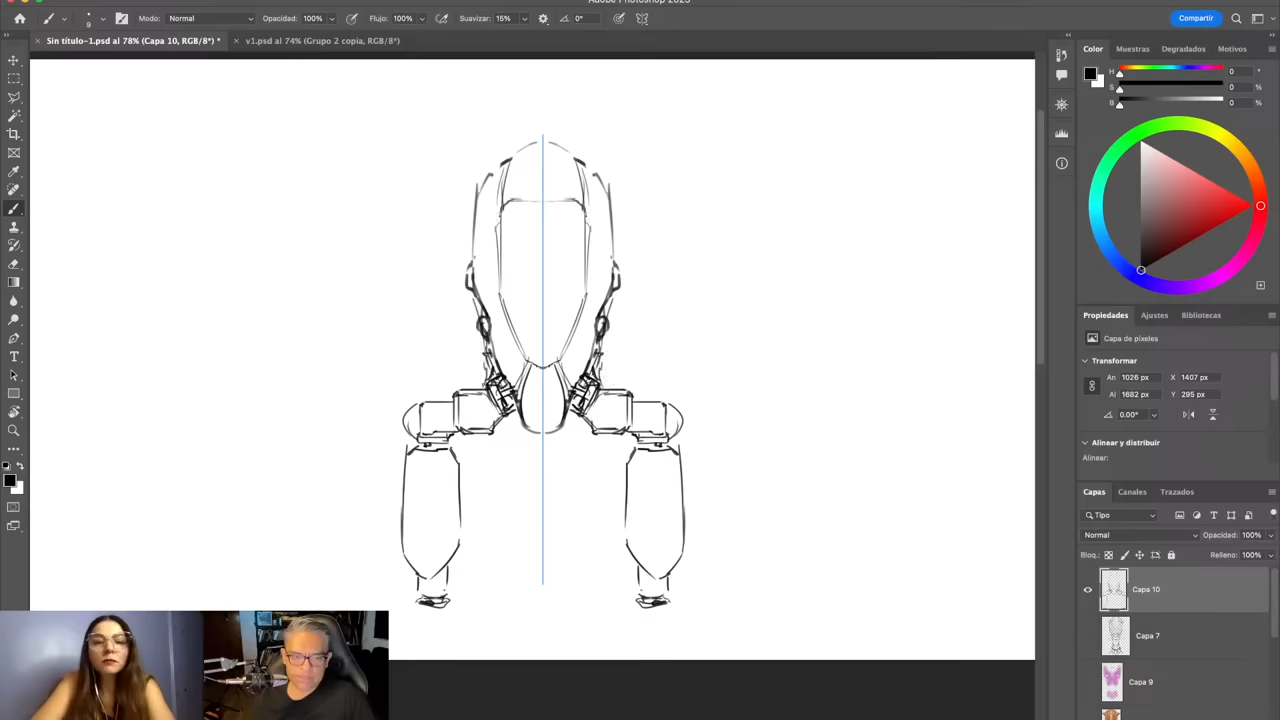 Adobe Photoshop 2023
9
Modo: Normal
Opacidad: 100%
Flujo: 100%
Suavizar: 15%
0°
Compartir
Sin título-1.psd al 78% (Capa 10, RGB/8*) *
v1.psd al 74% (Grupo 2 copia, RGB/8*)
Color
Muestras
Degradados
Motivos
H
0
°
S
0
%
B
0
%
Propiedades
Ajustes
Bibliotecas
Capa de píxeles
Transformar
An 1026 px
X 1407 px
Al 1682 px
Y 295 px
0.00°
Alinear y distribuir
Alinear:
Capas
Canales
Trazados
Tipo
Normal
Opacidad: 100%
Bloq.:
Relleno: 100%
Capa 10
Capa 7
Capa 9